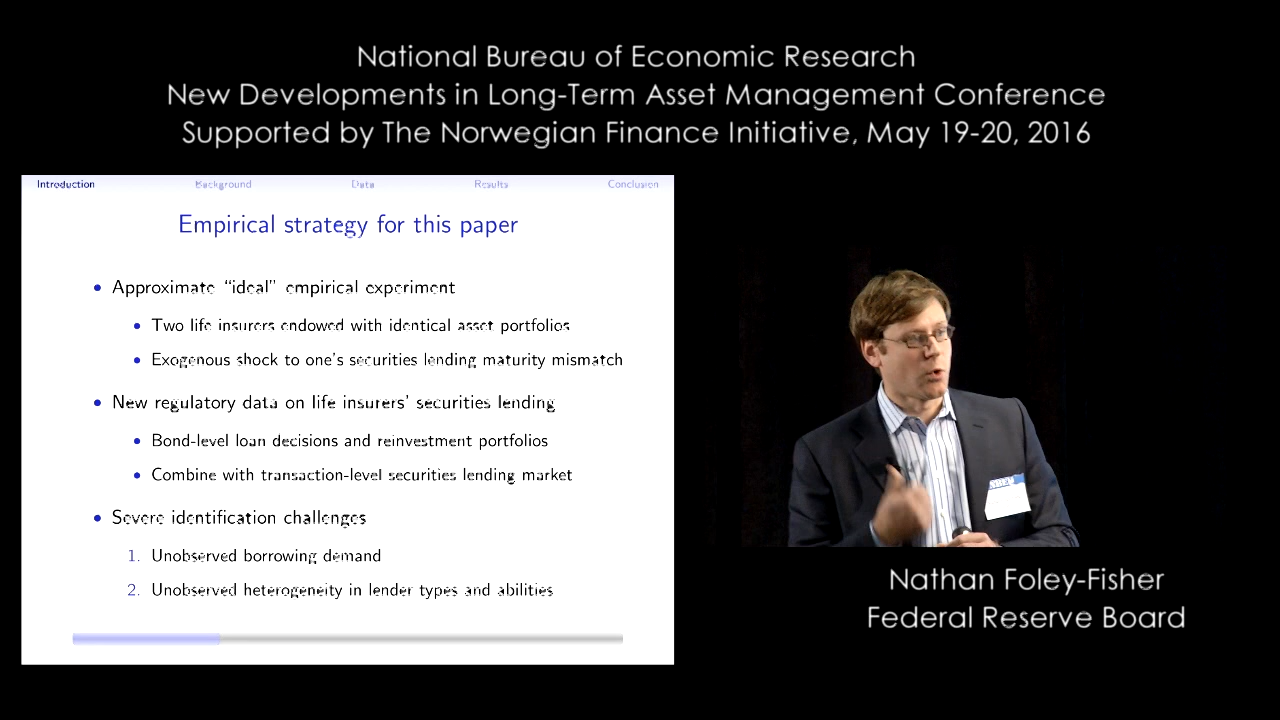 National Bureau of Economic Research
New Developments in Long-Term Asset Management Conference
Supported by The Norwegian Finance Initiative, May 19-20, 2016
Introduction Background Data Results Conclusion
Empirical strategy for this paper
• Approximate “ideal” empirical experiment
• Two life insurers endowed with identical asset portfolios
• Exogenous shock to one's securities lending maturity mismatch
• New regulatory data on life insurers' securities lending
• Bond-level loan decisions and reinvestment portfolios
• Combine with transaction-level securities lending market
• Severe identification challenges
1. Unobserved borrowing demand
2. Unobserved heterogeneity in lender types and abilities
Nathan Foley-Fisher
Federal Reserve Board